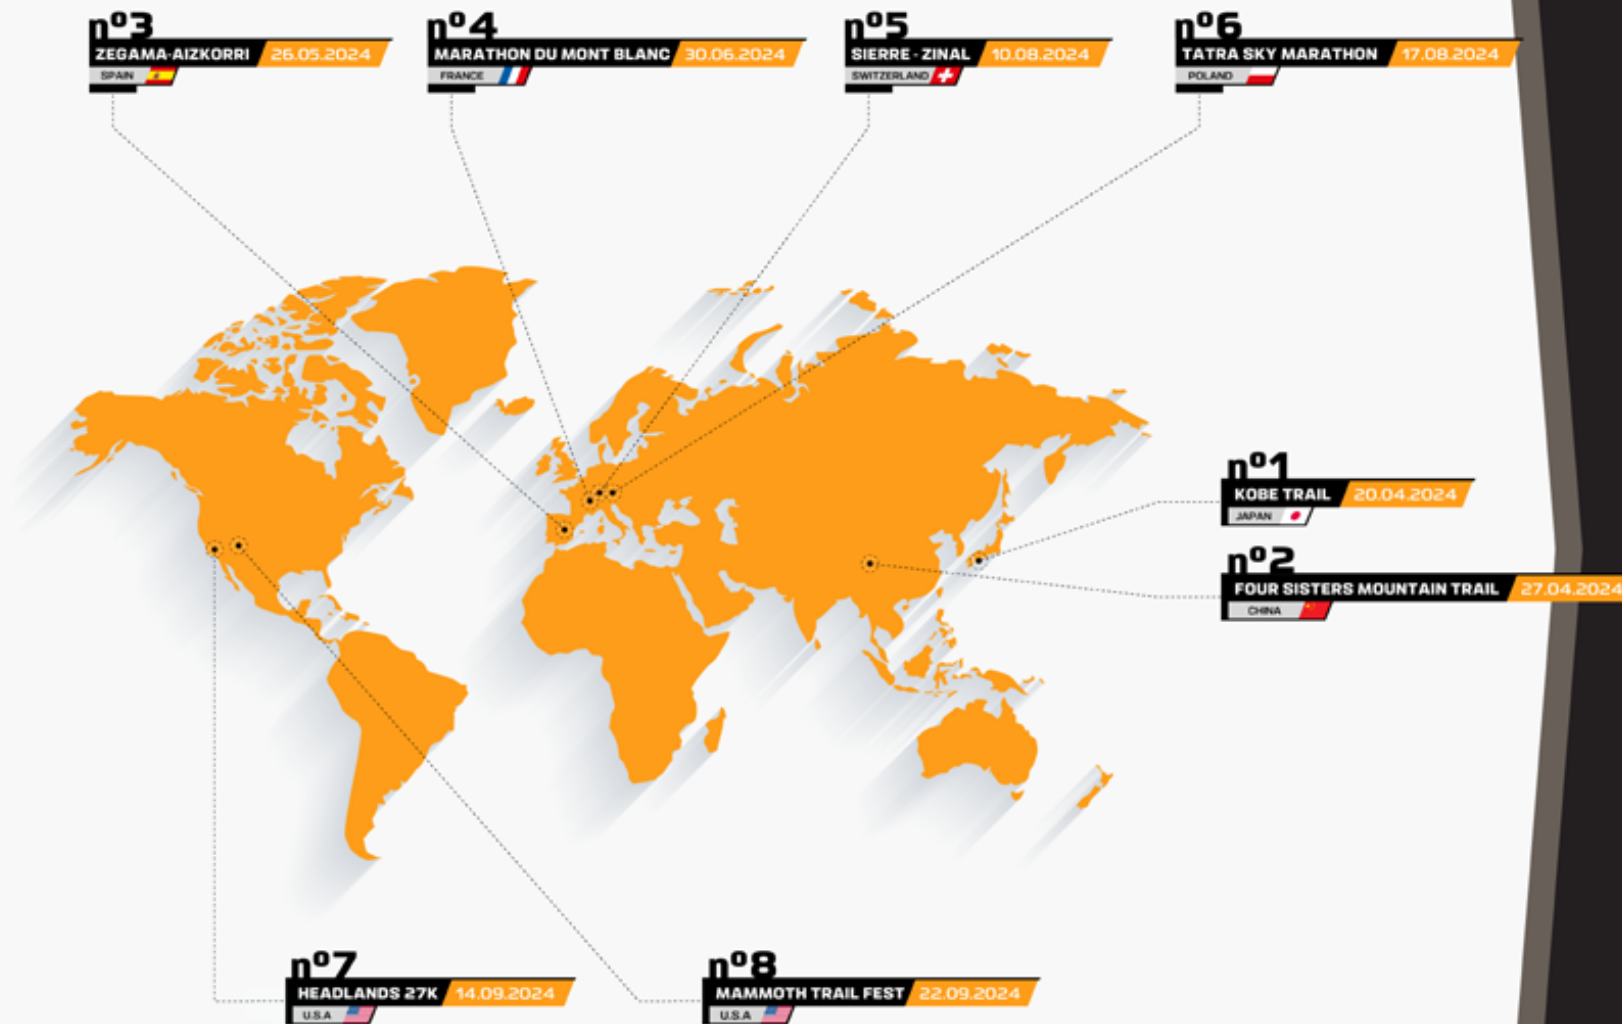 nº3
ZEGAMA-AIZKORRI 26.05.2024
SPAIN
nº4
MARATHON DU MONT BLANC 30.06.2024
FRANCE
nº5
SIERRE - ZINAL 10.08.2024
SWITZERLAND
nº6
TATRA SKY MARATHON 17.08.2024
POLAND
nº1
KOBE TRAIL 20.04.2024
JAPAN
nº2
FOUR SISTERS MOUNTAIN TRAIL 27.04.2024
CHINA
nº7
HEADLANDS 27K 14.09.2024
U.S.A
nº8
MAMMOTH TRAIL FEST 22.09.2024
U.S.A